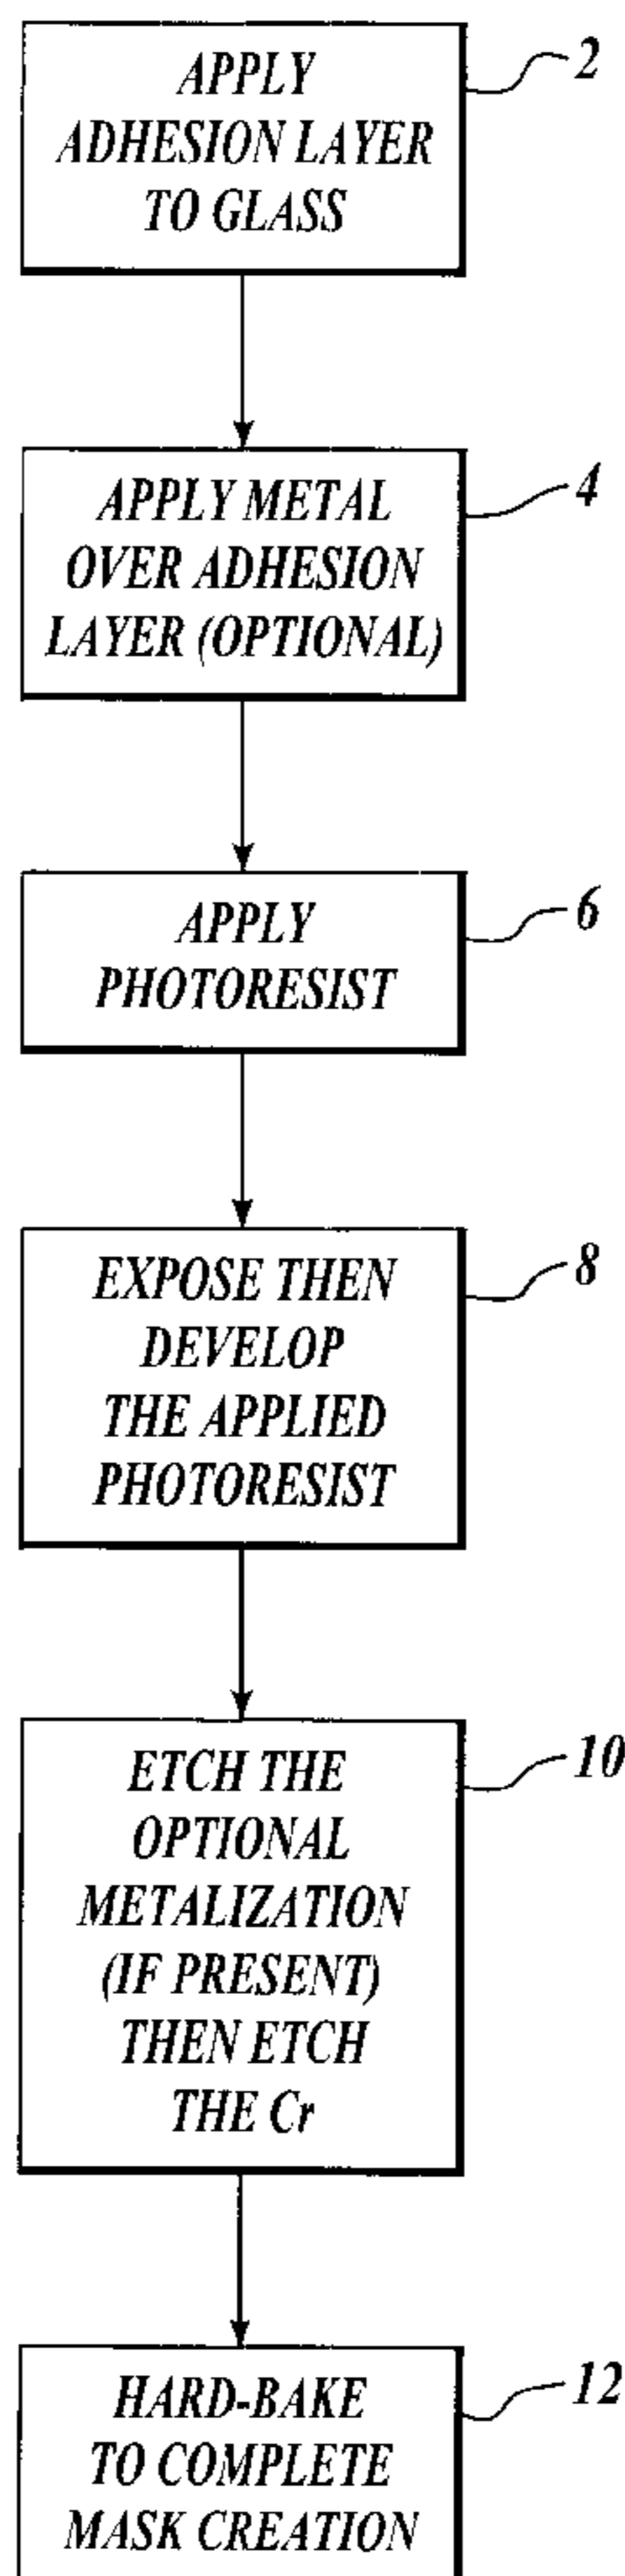 APPLY
ADHESION LAYER
TO GLASS
2
APPLY METAL
OVER ADHESION
LAYER (OPTIONAL)
4
APPLY
PHOTORESIST
6
EXPOSE THEN
DEVELOP
THE APPLIED
PHOTORESIST
8
ETCH THE
OPTIONAL
METALIZATION
(IF PRESENT)
THEN ETCH
THE Cr
10
HARD-BAKE
TO COMPLETE
MASK CREATION
12